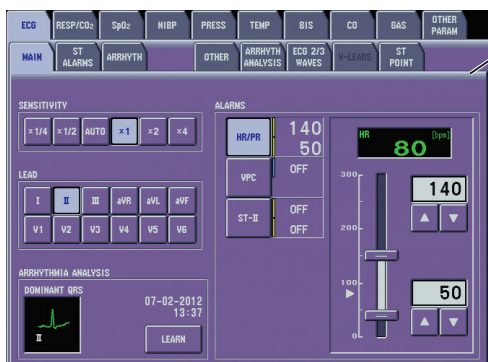 ECG RESP/CO2 SpO2 NIBP PRESS TEMP BIS CO GAS OTHER PARAM
MAIN ST ALARMS ARRHYTH OTHER ARRHYTH ANALYSIS ECG 2/3 WAVES V-LEADS ST POINT
SENSITIVITY
×1/4 ×1/2 AUTO ×1 ×2 ×4
LEAD
I II III aVR aVL aVF
V1 V2 V3 V4 V5 V6
ARRHYTHMIA ANALYSIS
DOMINANT QRS
II
07-02-2012
13:37
LEARN
ALARMS
HR/PR 140
50
VPC OFF
ST-II OFF
OFF
HR [bpm]
80
300
200
100
0
140
▲ ▼
50
▲ ▼